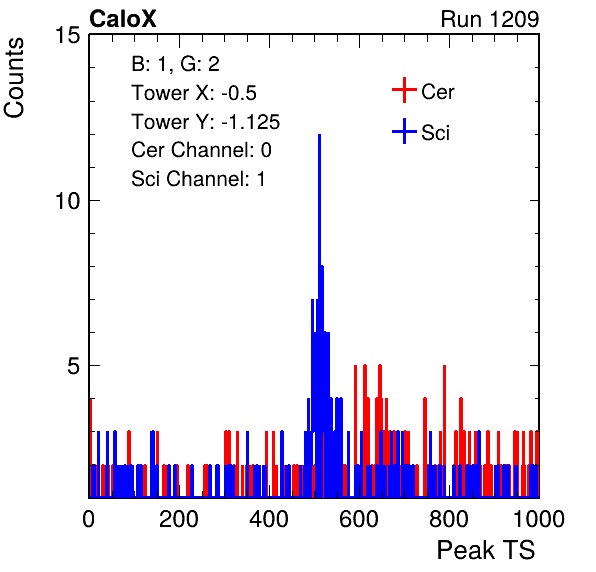 CaloX Run 1209
Counts
B: 1, G: 2
Tower X: -0.5
Tower Y: -1.125
Cer Channel: 0
Sci Channel: 1
Cer
Sci
15
10
5
0 200 400 600 800 1000
Peak TS